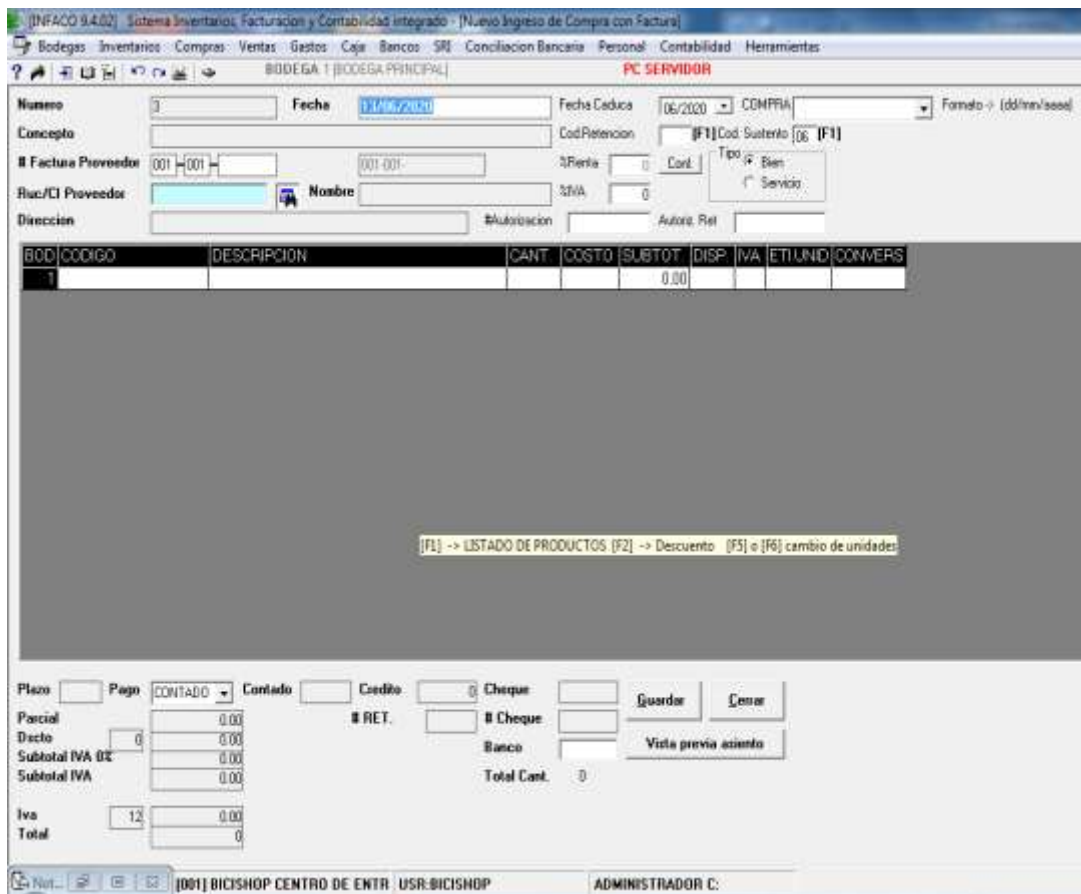 [INFACO 9.4.02] Sistema Inventarios, Facturacion y Contabilidad integrado - [Nuevo Ingreso de Compra con Factura]
Bodegas Inventarios Compras Ventas Gastos Caja Bancos SRI Conciliacion Bancaria Personal Contabilidad Herramientas
BODEGA 1 [BODEGA PRINCIPAL] PC SERVIDOR
Numero 3 Fecha 13/06/2020 Fecha Caduca 06/2020 COMPRA Formato-> (dd/mm/aaaa)
Concepto Cod.Retencion [F1] Cod. Sustento 06 [F1]
# Factura Proveedor 001 - 001 - 001-001- %Renta 0 Cont. Tipo Bien
Ruc/CI Proveedor Nombre %IVA 0 Servicio
Direccion #Autorizacion Autoriz. Ret
BOD CODIGO DESCRIPCION CANT. COSTO SUBTOT. DISP. IVA ETI.UNID CONVERS
1 0.00
[F1] -> LISTADO DE PRODUCTOS [F2] -> Descuento [F5] o [F6] cambio de unidades
Plazo Pago CONTADO Contado Credito 0 Cheque Guardar Cerrar
Parcial 0.00 # RET. # Cheque
Dscto 0 0.00 Banco Vista previa asiento
Subtotal IVA 0% 0.00
Subtotal IVA 0.00 Total Cant. 0
Iva 12 0.00
Total 0
Not... [001] BICISHOP CENTRO DE ENTR USR:BICISHOP ADMINISTRADOR C: